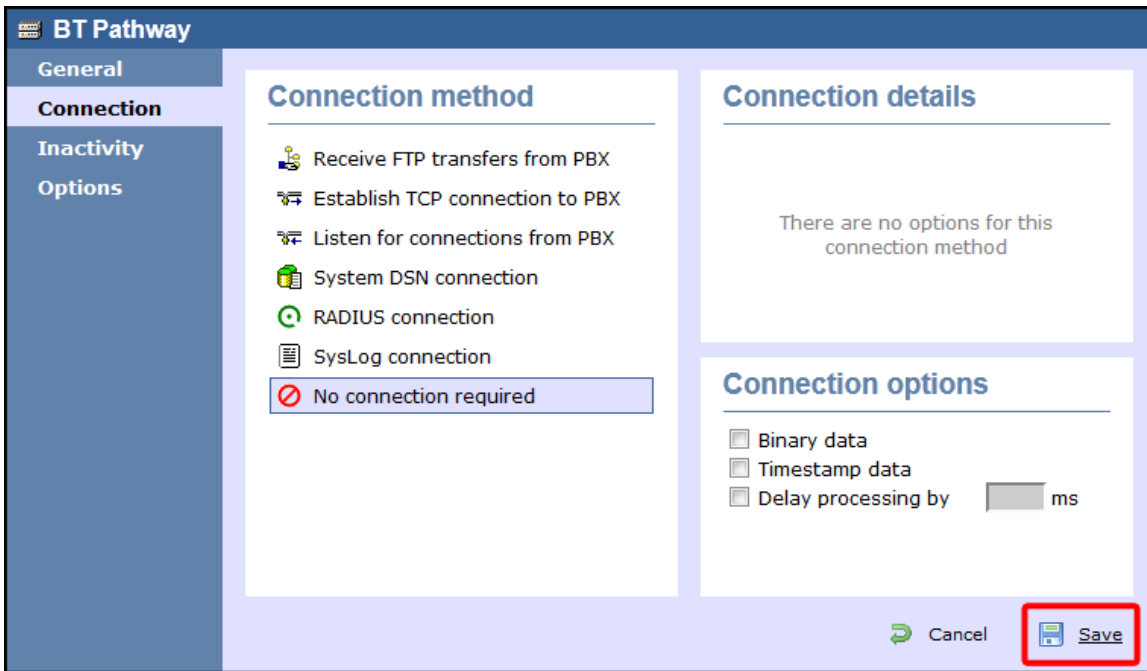 BT Pathway
General
Connection
Inactivity
Options
Connection method
Receive FTP transfers from PBX
Establish TCP connection to PBX
Listen for connections from PBX
System DSN connection
RADIUS connection
SysLog connection
No connection required
Connection details
There are no options for this
connection method
Connection options
Binary data
Timestamp data
Delay processing by ms
Cancel
Save